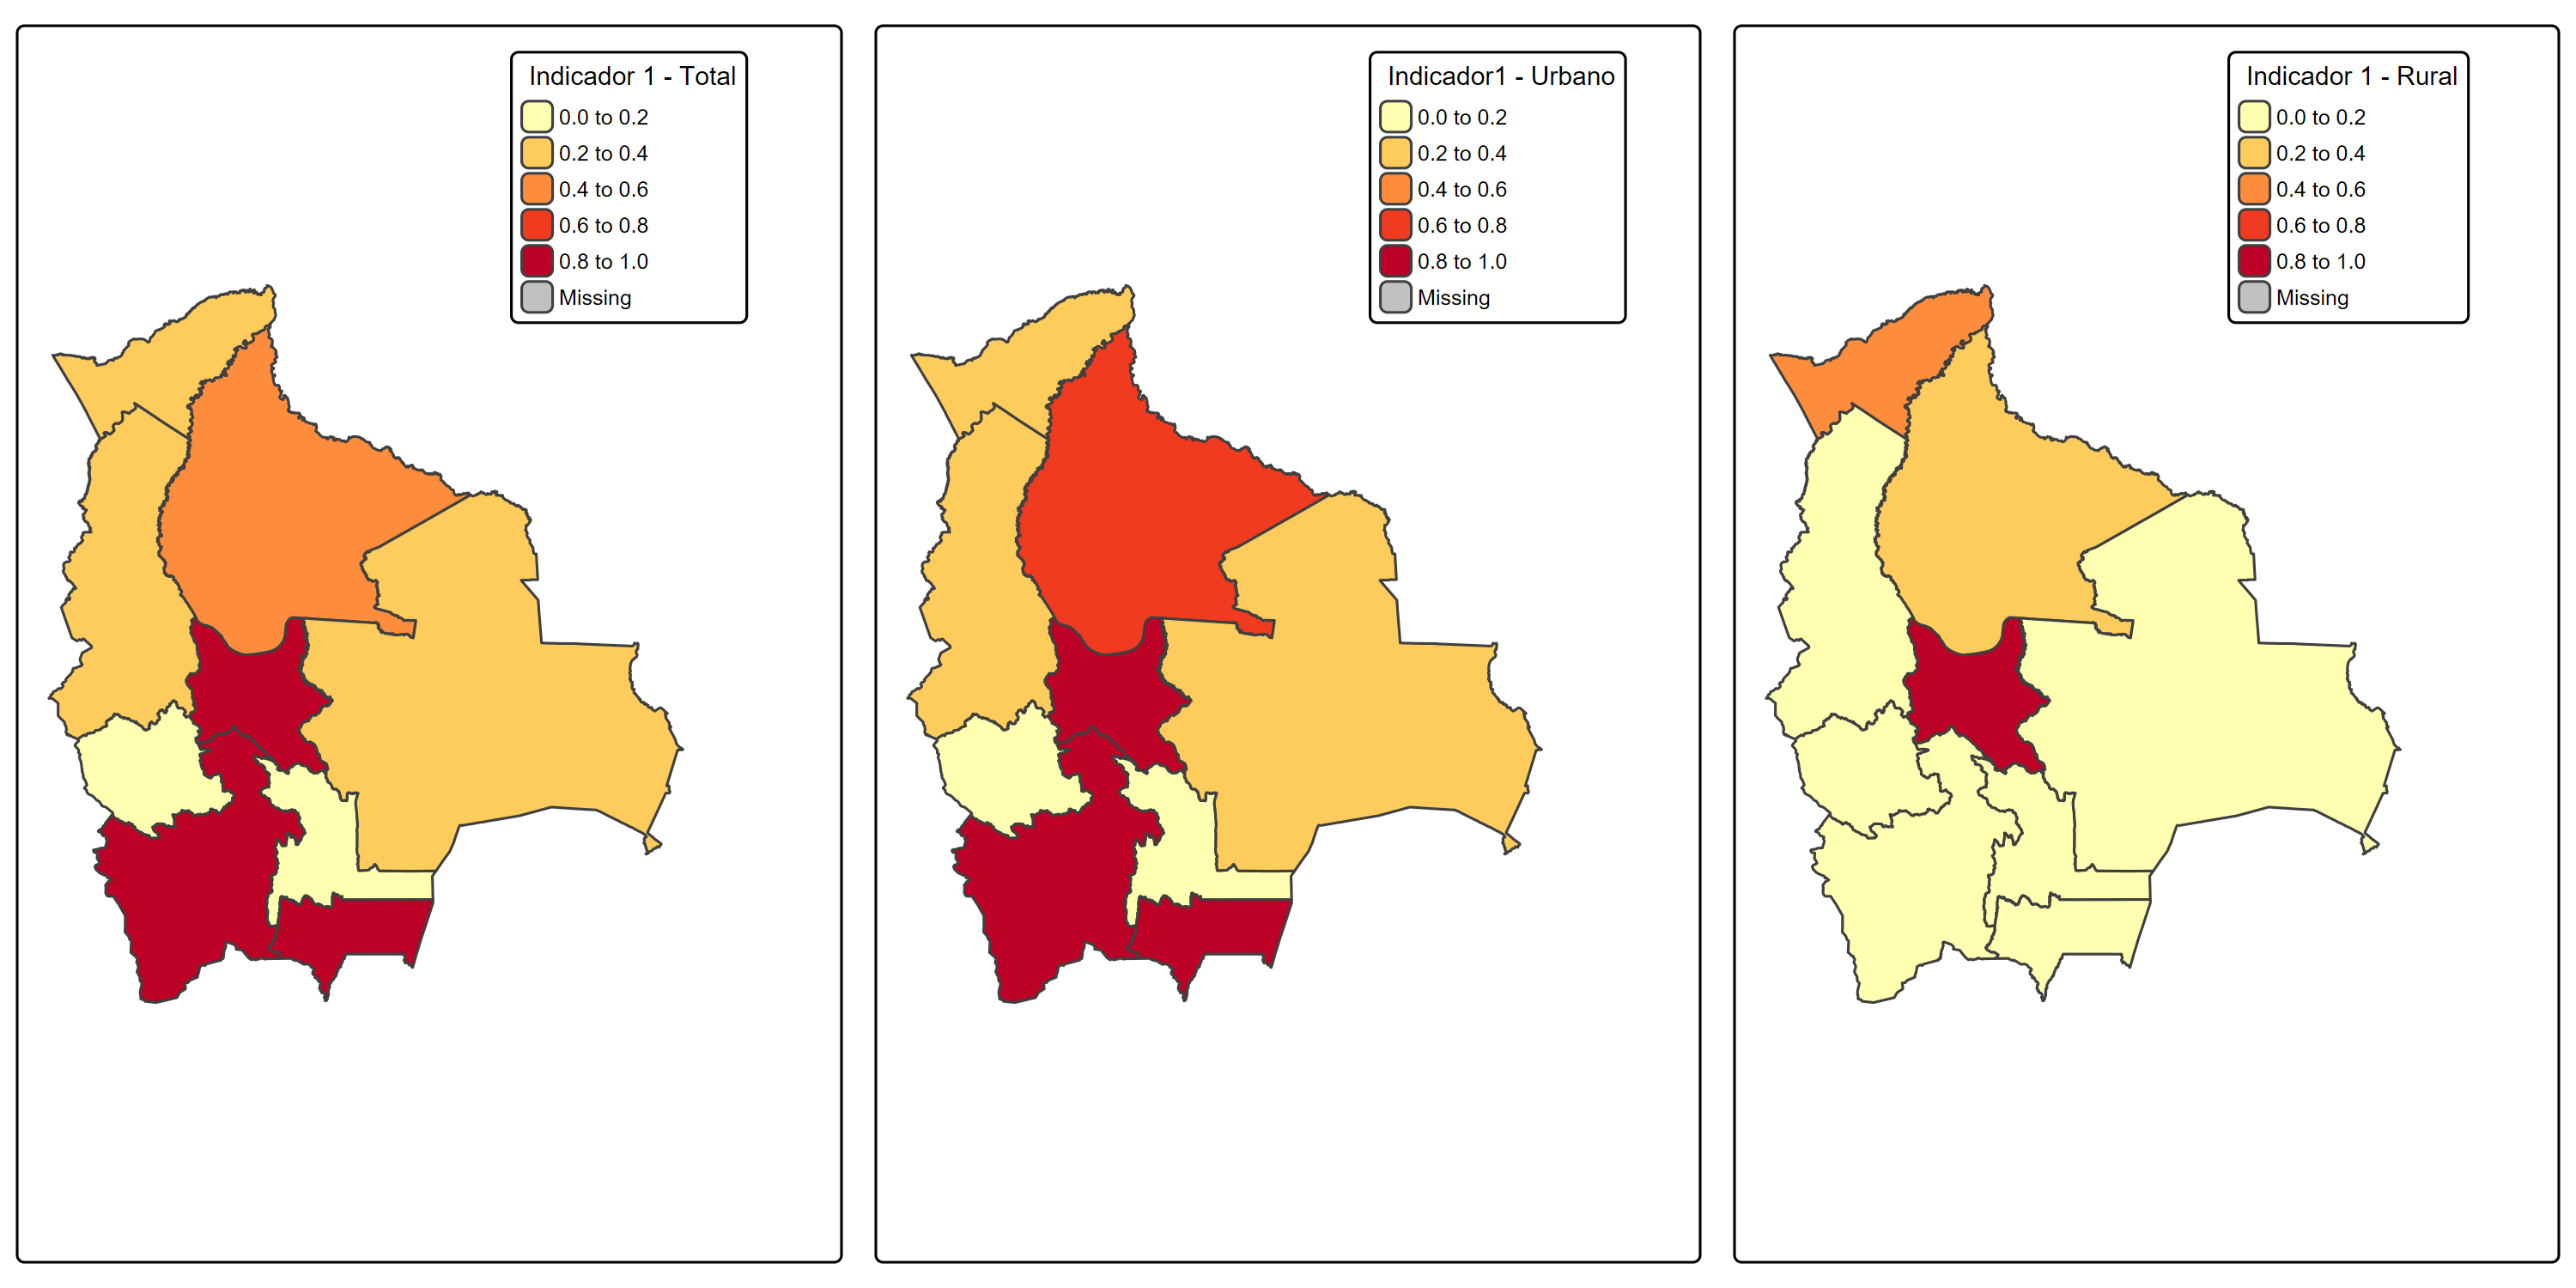 Indicador 1 - Total
0.0 to 0.2
0.2 to 0.4
0.4 to 0.6
0.6 to 0.8
0.8 to 1.0
Missing
Indicador1 - Urbano
0.0 to 0.2
0.2 to 0.4
0.4 to 0.6
0.6 to 0.8
0.8 to 1.0
Missing
Indicador 1 - Rural
0.0 to 0.2
0.2 to 0.4
0.4 to 0.6
0.6 to 0.8
0.8 to 1.0
Missing